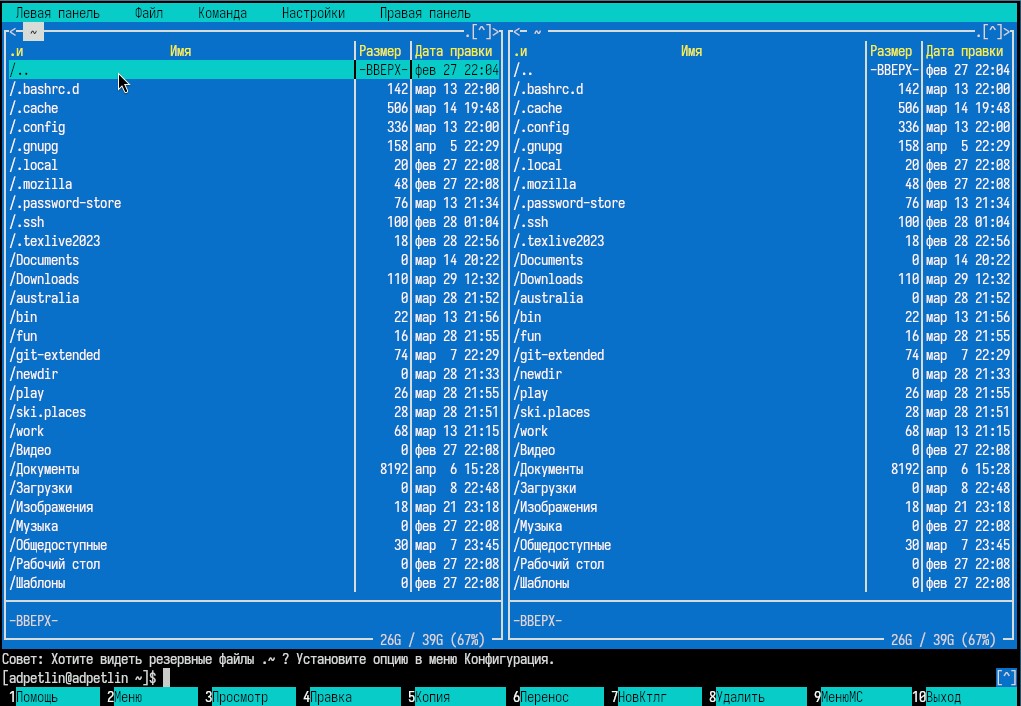 Левая панель Файл Команда Настройки Правая панель
<- ~ .[^]> <- ~ .[^]>
.и Имя Размер Дата правки .и Имя Размер Дата правки
/.. -ВВЕРХ- фев 27 22:04 /.. -ВВЕРХ- фев 27 22:04
/.bashrc.d 142 мар 13 22:00 /.bashrc.d 142 мар 13 22:00
/.cache 506 мар 14 19:48 /.cache 506 мар 14 19:48
/.config 336 мар 13 22:00 /.config 336 мар 13 22:00
/.gnupg 158 апр 5 22:29 /.gnupg 158 апр 5 22:29
/.local 20 фев 27 22:08 /.local 20 фев 27 22:08
/.mozilla 48 фев 27 22:08 /.mozilla 48 фев 27 22:08
/.password-store 76 мар 13 21:34 /.password-store 76 мар 13 21:34
/.ssh 100 фев 28 01:04 /.ssh 100 фев 28 01:04
/.texlive2023 18 фев 28 22:56 /.texlive2023 18 фев 28 22:56
/Documents 0 мар 14 20:22 /Documents 0 мар 14 20:22
/Downloads 110 мар 29 12:32 /Downloads 110 мар 29 12:32
/australia 0 мар 28 21:52 /australia 0 мар 28 21:52
/bin 22 мар 13 21:56 /bin 22 мар 13 21:56
/fun 16 мар 28 21:55 /fun 16 мар 28 21:55
/git-extended 74 мар 7 22:29 /git-extended 74 мар 7 22:29
/newdir 0 мар 28 21:33 /newdir 0 мар 28 21:33
/play 26 мар 28 21:55 /play 26 мар 28 21:55
/ski.places 28 мар 28 21:51 /ski.places 28 мар 28 21:51
/work 68 мар 13 21:15 /work 68 мар 13 21:15
/Видео 0 фев 27 22:08 /Видео 0 фев 27 22:08
/Документы 8192 апр 6 15:28 /Документы 8192 апр 6 15:28
/Загрузки 0 мар 8 22:48 /Загрузки 0 мар 8 22:48
/Изображения 18 мар 21 23:18 /Изображения 18 мар 21 23:18
/Музыка 0 фев 27 22:08 /Музыка 0 фев 27 22:08
/Общедоступные 30 мар 7 23:45 /Общедоступные 30 мар 7 23:45
/Рабочий стол 0 фев 27 22:08 /Рабочий стол 0 фев 27 22:08
/Шаблоны 0 фев 27 22:08 /Шаблоны 0 фев 27 22:08
-ВВЕРХ- -ВВЕРХ-
26G / 39G (67%) 26G / 39G (67%)
Совет: Хотите видеть резервные файлы .~ ? Установите опцию в меню Конфигурация.
[adpetlin@adpetlin ~]$ [^]
1Помощь 2Меню 3Просмотр 4Правка 5Копия 6Перенос 7НовКтлг 8Удалить 9МенюMC 10Выход